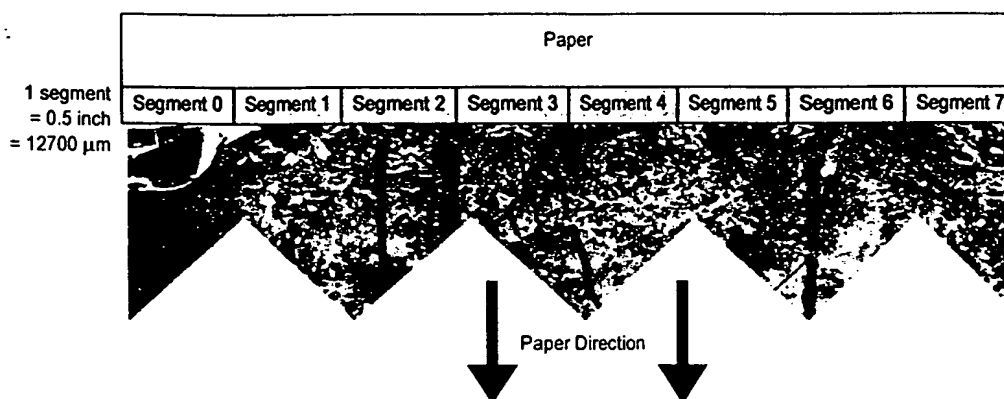 Paper
1 segment
= 0.5 inch
= 12700 µm
Segment 0 Segment 1 Segment 2 Segment 3 Segment 4 Segment 5 Segment 6 Segment 7
Paper Direction